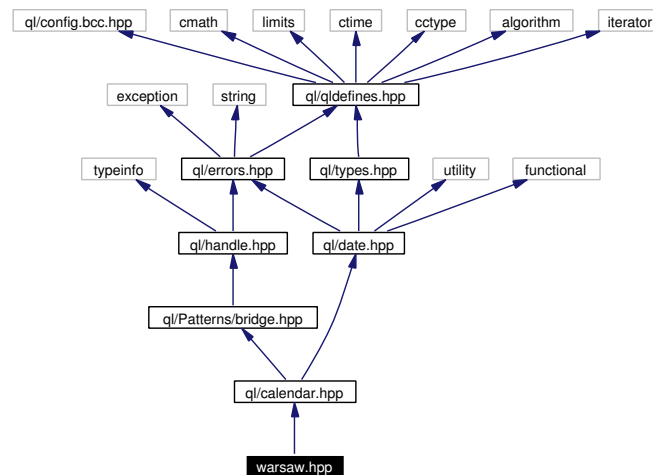 ql/config.bcc.hpp cmath limits ctime cctype algorithm iterator
exception string ql/qldefines.hpp
typeinfo ql/errors.hpp ql/types.hpp utility functional
ql/handle.hpp ql/date.hpp
ql/Patterns/bridge.hpp
ql/calendar.hpp
warsaw.hpp